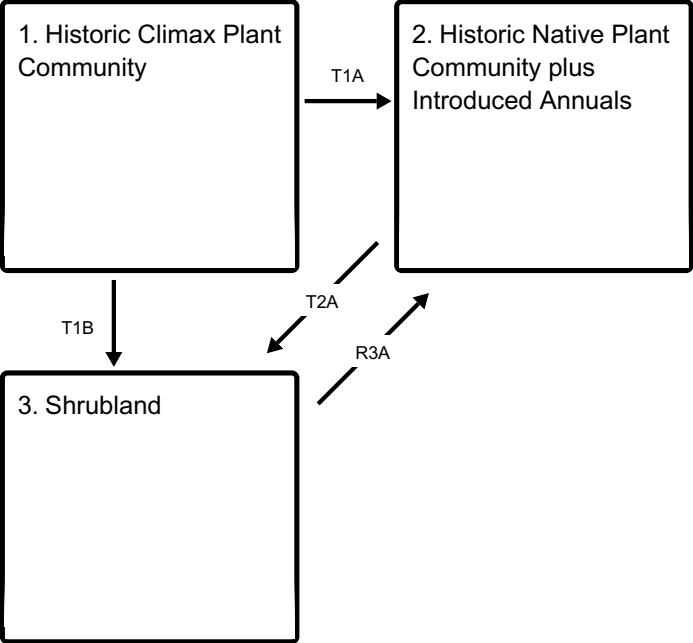 1. Historic Climax Plant
Community
T1A
2. Historic Native Plant
Community plus
Introduced Annuals
T1B
T2A
R3A
3. Shrubland